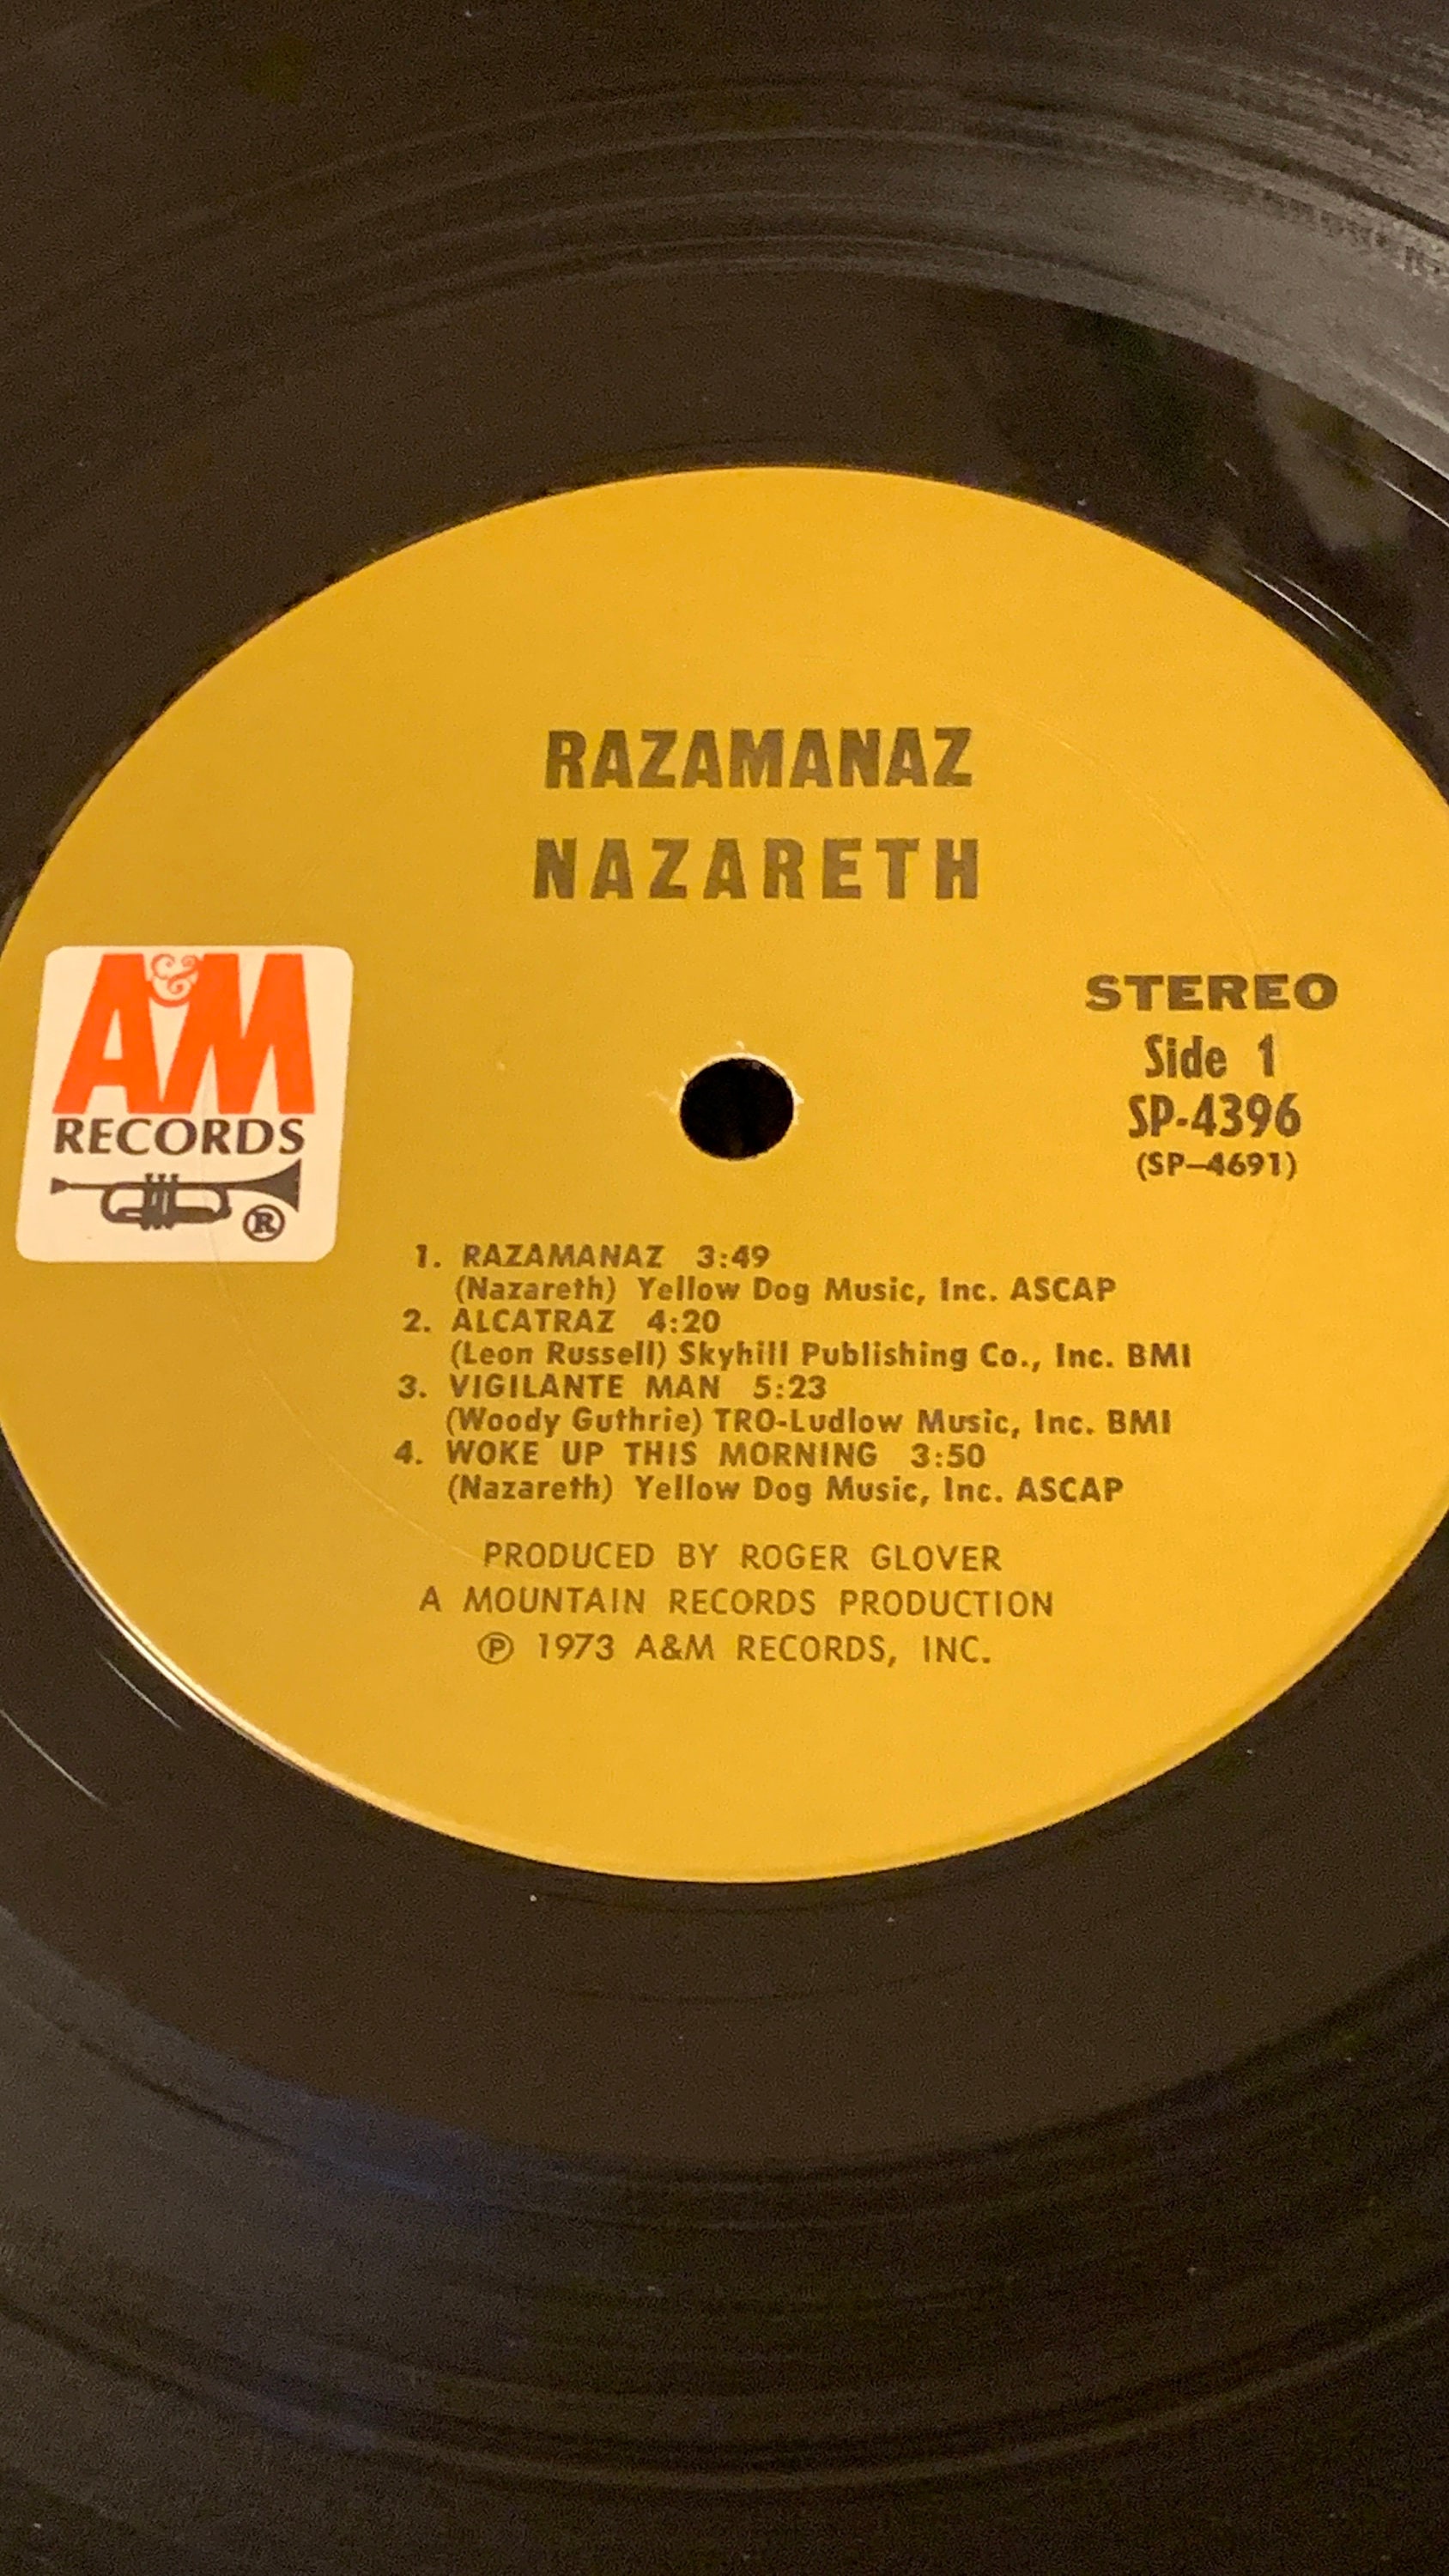 RAZAMANAZ
NAZARETH
A&M
RECORDS
®
STEREO
Side 1
SP-4396
(SP-4691)
1. RAZAMANAZ 3:49
(Nazareth) Yellow Dog Music, Inc. ASCAP
2. ALCATRAZ 4:20
(Leon Russell) Skyhill Publishing Co., Inc. BMI
3. VIGILANTE MAN 5:23
(Woody Guthrie) TRO-Ludlow Music, Inc. BMI
4. WOKE UP THIS MORNING 3:50
(Nazareth) Yellow Dog Music, Inc. ASCAP
PRODUCED BY ROGER GLOVER
A MOUNTAIN RECORDS PRODUCTION
℗ 1973 A&M RECORDS, INC.